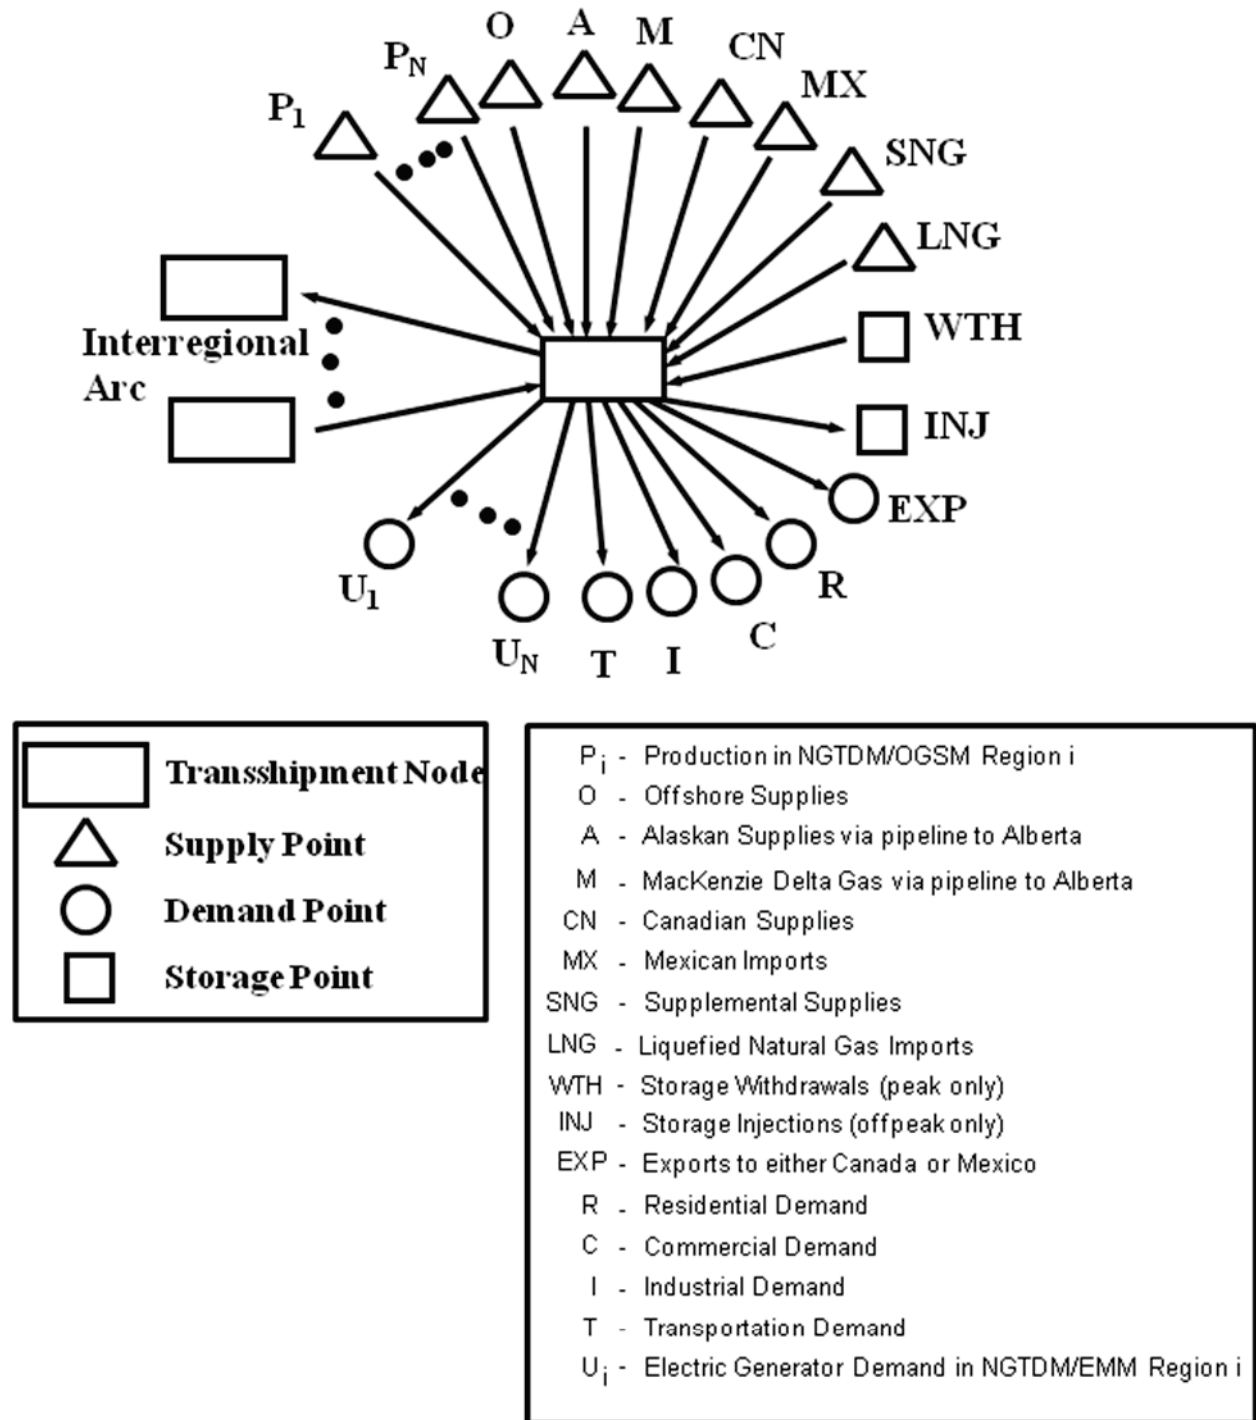 O
A
M
P_N
CN
P_1
MX
SNG
LNG
WTH
Interregional
Arc
INJ
EXP
U_1
R
C
U_N
T
I
Transshipment Node
Supply Point
Demand Point
Storage Point
P_i - Production in NGTDM/OGSM Region i
O - Offshore Supplies
A - Alaskan Supplies via pipeline to Alberta
M - MacKenzie Delta Gas via pipeline to Alberta
CN - Canadian Supplies
MX - Mexican Imports
SNG - Supplemental Supplies
LNG - Liquefied Natural Gas Imports
WTH - Storage Withdrawals (peak only)
INJ - Storage Injections (offpeak only)
EXP - Exports to either Canada or Mexico
R - Residential Demand
C - Commercial Demand
I - Industrial Demand
T - Transportation Demand
U_i - Electric Generator Demand in NGTDM/EMM Region i